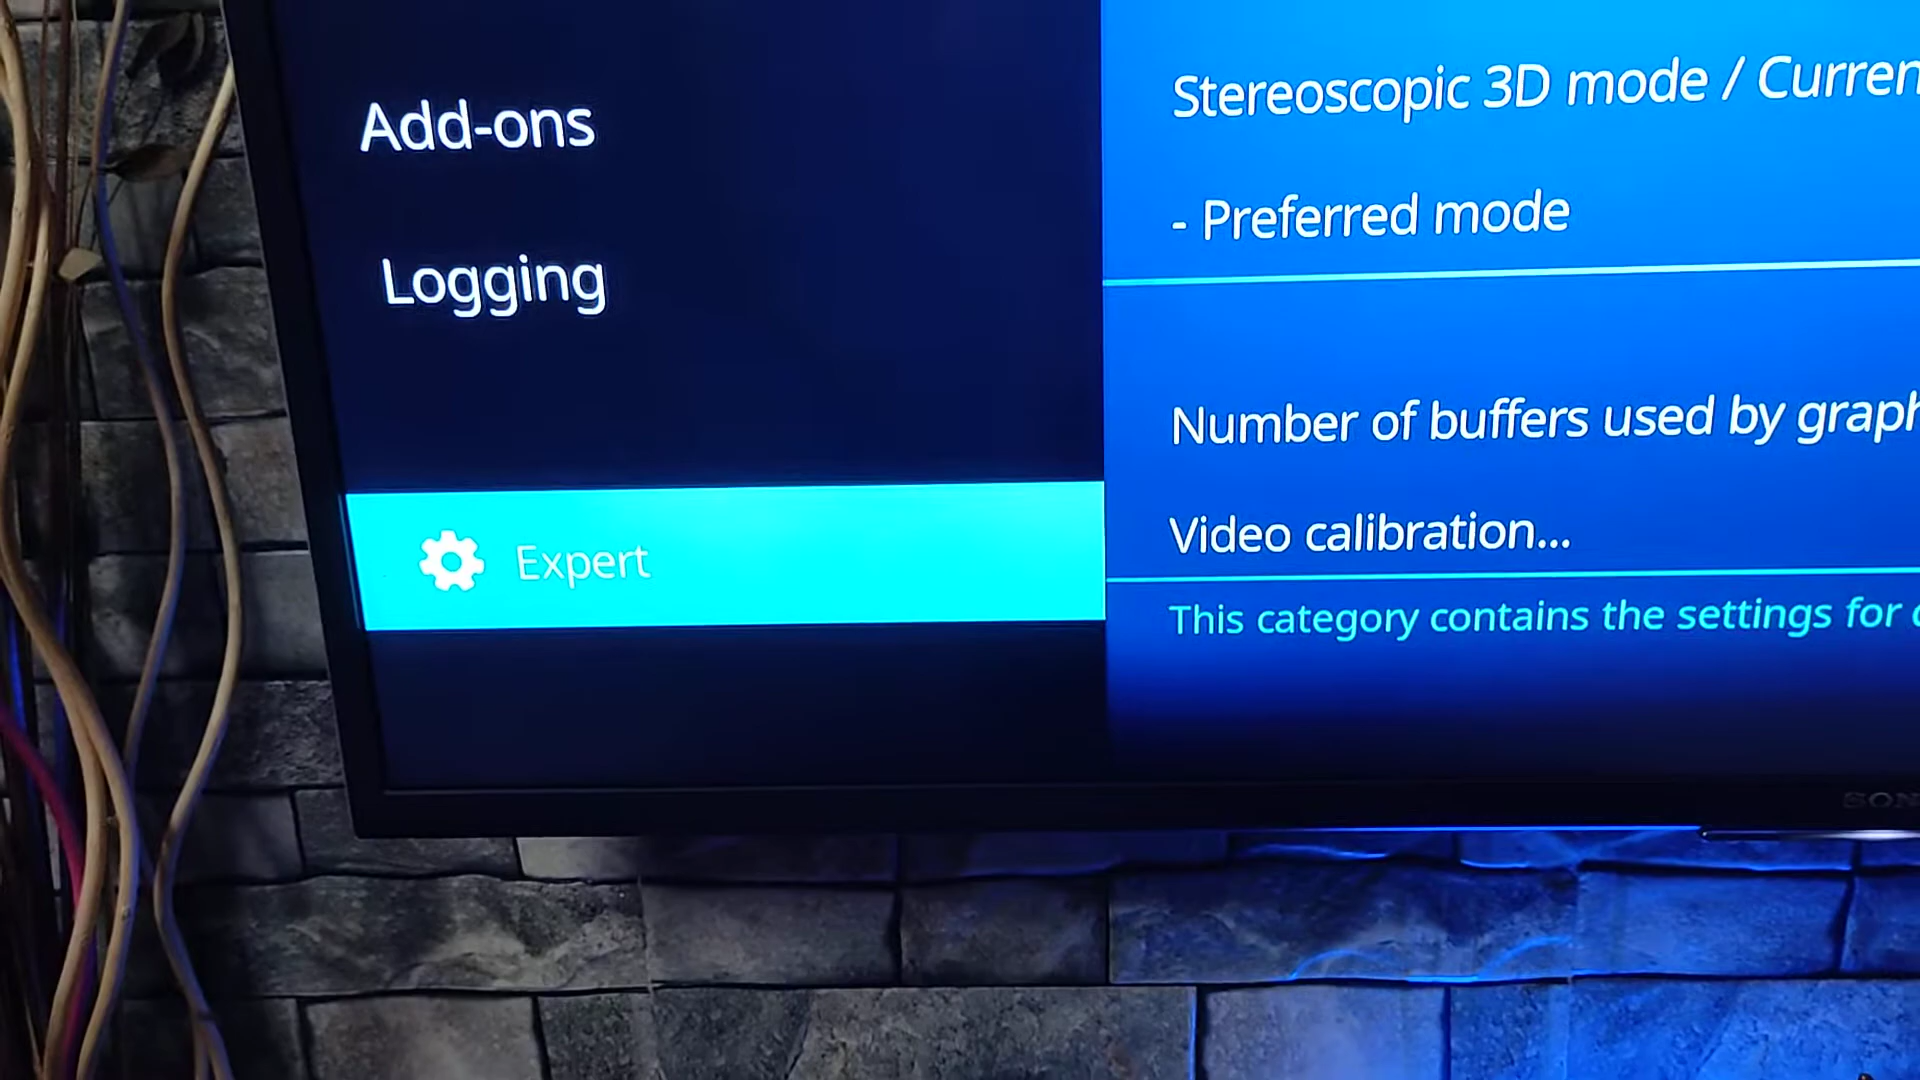 Add-ons
Logging
Expert
Stereoscopic 3D mode / Curren
- Preferred mode
Number of buffers used by graph
Video calibration...
This category contains the settings for
SON